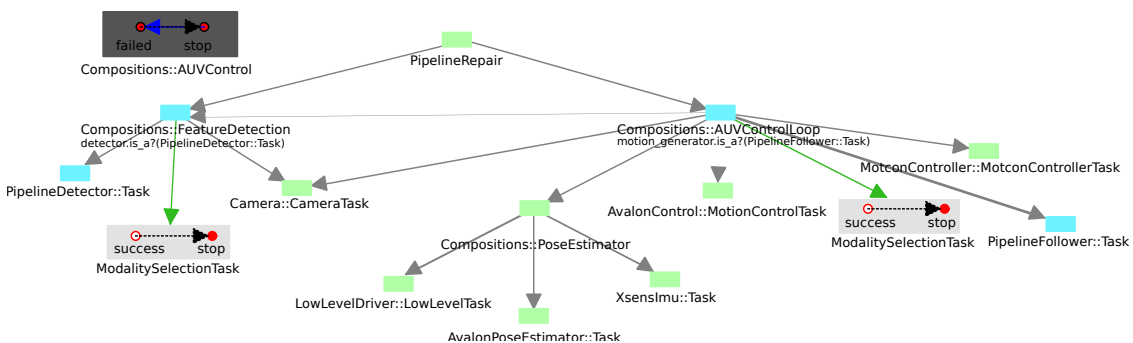 failed stop
Compositions::AUVControl
PipelineRepair
Compositions::FeatureDetection
detector.is_a?(PipelineDetector::Task)
Compositions::AUVControlLoop
motion_generator.is_a?(PipelineFollower::Task)
MotconController::MotconControllerTask
PipelineDetector::Task
Camera::CameraTask
AvalonControl::MotionControlTask
success stop
ModalitySelectionTask
PipelineFollower::Task
success stop
ModalitySelectionTask
Compositions::PoseEstimator
LowLevelDriver::LowLevelTask
XsensImu::Task
AvalonPoseEstimator::Task